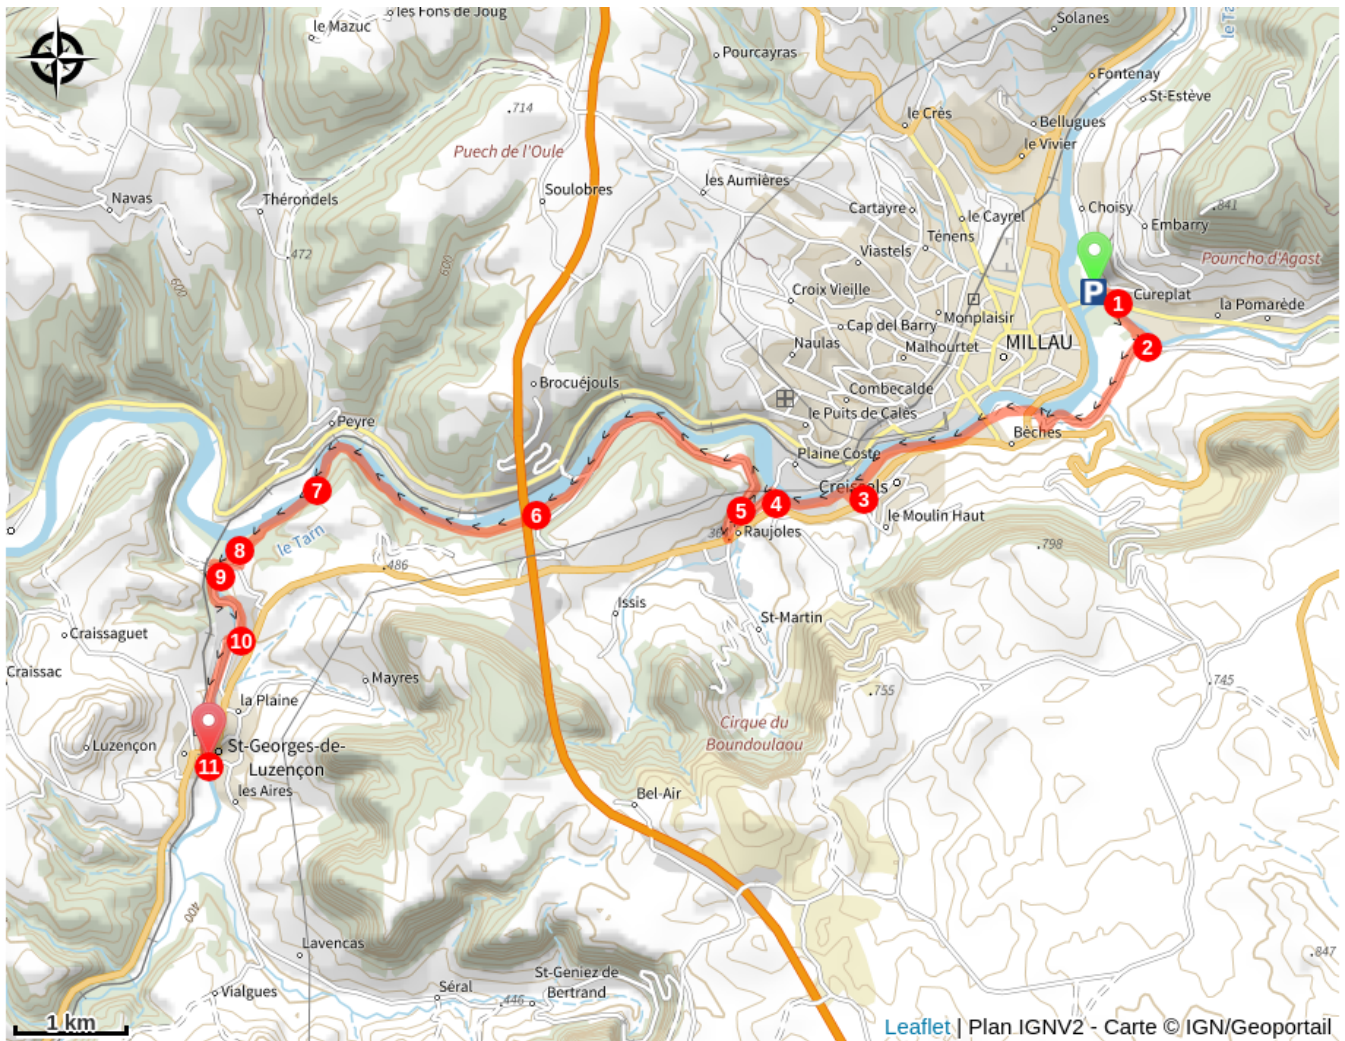 les Fons de Joug
le Mazuc
Solanes
Pourcayras
Fontenay
St-Estève
714
le Crès
Bellugues
le Vivier
Puech de l'Oule
les Aumières
Soulobres
Navas
Thérondels
Cartayre
le Cayrel
Choisy
841
Embarry
Ténens
Viastels
472
600
600
Pouncho d'Agast
P
Croix Vieille
Cureplat
1
la Pomarède
Monplaisir
Cap del Barry
Naulas
Malhourtet
MILLAU
2
Brocuéjouls
Combecalde
le Puits de Calès
Peyre
Bèches
Plaine Coste
Creissels
7
3
4
5
6
le Moulin Haut
Raujoles
le Tarn
8
798
486
9
Issis
St-Martin
Craissaguet
10
Craissac
Mayres
745
755
la Plaine
Cirque du
Boundoulaou
Luzençon
St-Georges-de-
Luzençon
11
les Aires
Bel-Air
400
Lavencas
847
St-Geniez de
Bertrand
Séral
446
Vialgues
1 km
Leaflet | Plan IGNV2 - Carte © IGN/Geoportail